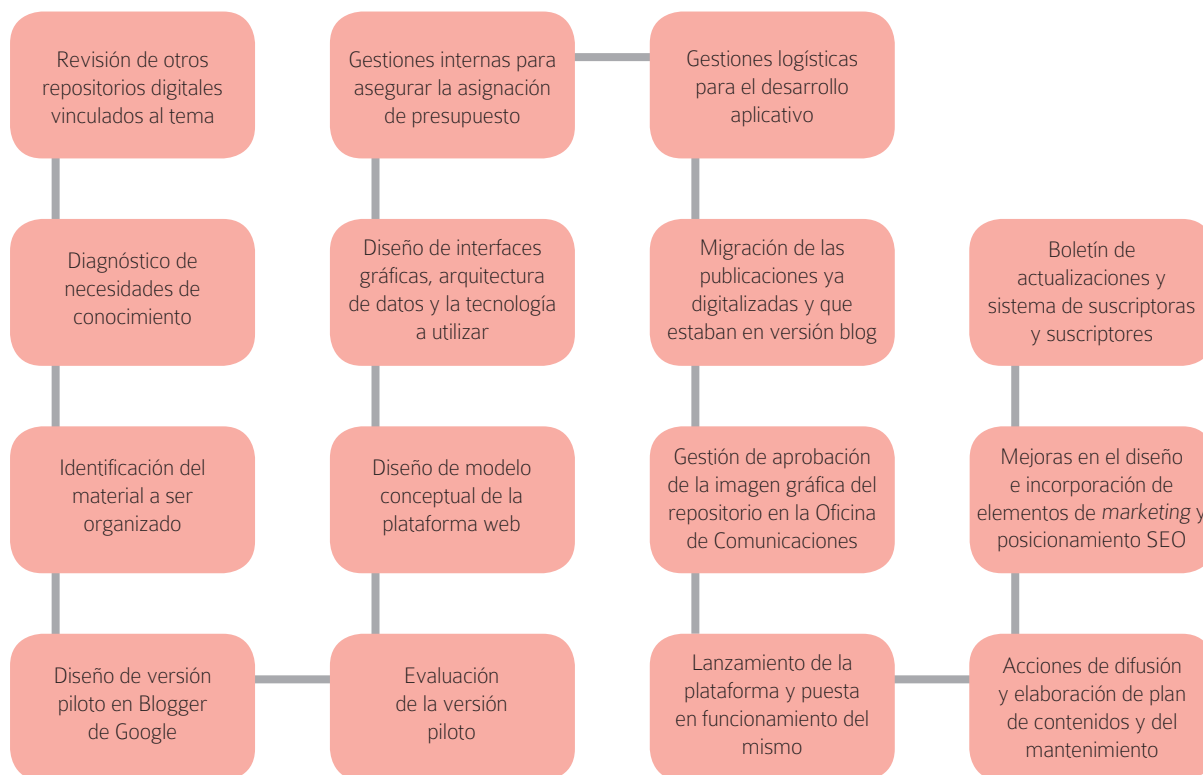 Revisión de otros
repositorios digitales
vinculados al tema
Diagnóstico de
necesidades de
conocimiento
Identificación del
material a ser
organizado
Diseño de versión
piloto en Blogger
de Google
Evaluación
de la versión
piloto
Diseño de modelo
conceptual de la
plataforma web
Diseño de interfaces
gráficas, arquitectura
de datos y la tecnología
a utilizar
Gestiones internas para
asegurar la asignación
de presupuesto
Gestiones logísticas
para el desarrollo
aplicativo
Migración de las
publicaciones ya
digitalizadas y que
estaban en versión blog
Gestión de aprobación
de la imagen gráfica del
repositorio en la Oficina
de Comunicaciones
Lanzamiento de la
plataforma y puesta
en funcionamiento del
mismo
Acciones de difusión
y elaboración de plan
de contenidos y del
mantenimiento
Mejoras en el diseño
e incorporación de
elementos de marketing y
posicionamiento SEO
Boletín de
actualizaciones y
sistema de suscriptoras
y suscriptores